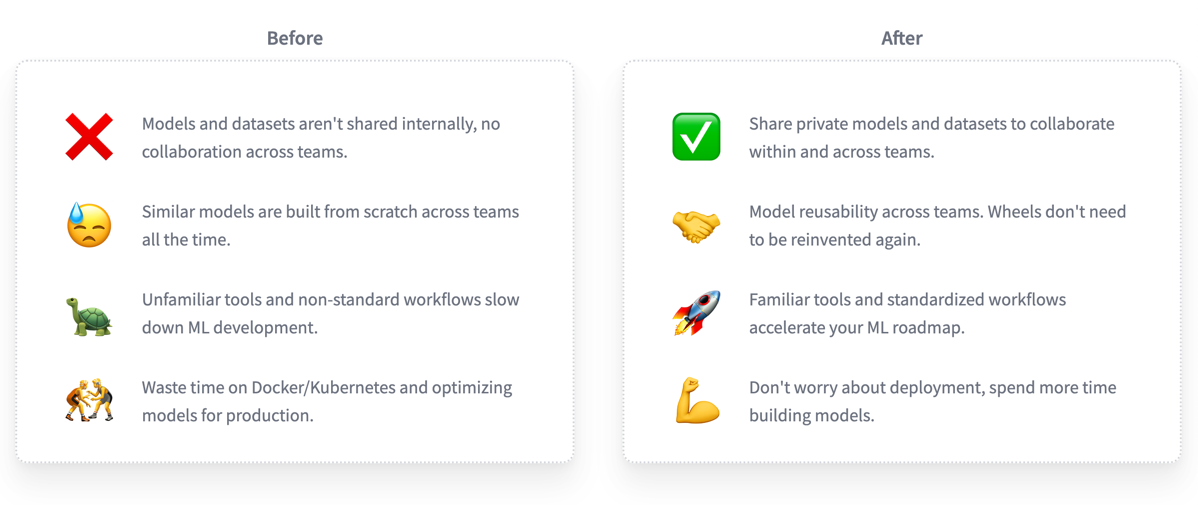 Before
Models and datasets aren't shared internally, no
collaboration across teams.
Similar models are built from scratch across teams
all the time.
Unfamiliar tools and non-standard workflows slow
down ML development.
Waste time on Docker/Kubernetes and optimizing
models for production.
After
Share private models and datasets to collaborate
within and across teams.
Model reusability across teams. Wheels don't need
to be reinvented again.
Familiar tools and standardized workflows
accelerate your ML roadmap.
Don't worry about deployment, spend more time
building models.